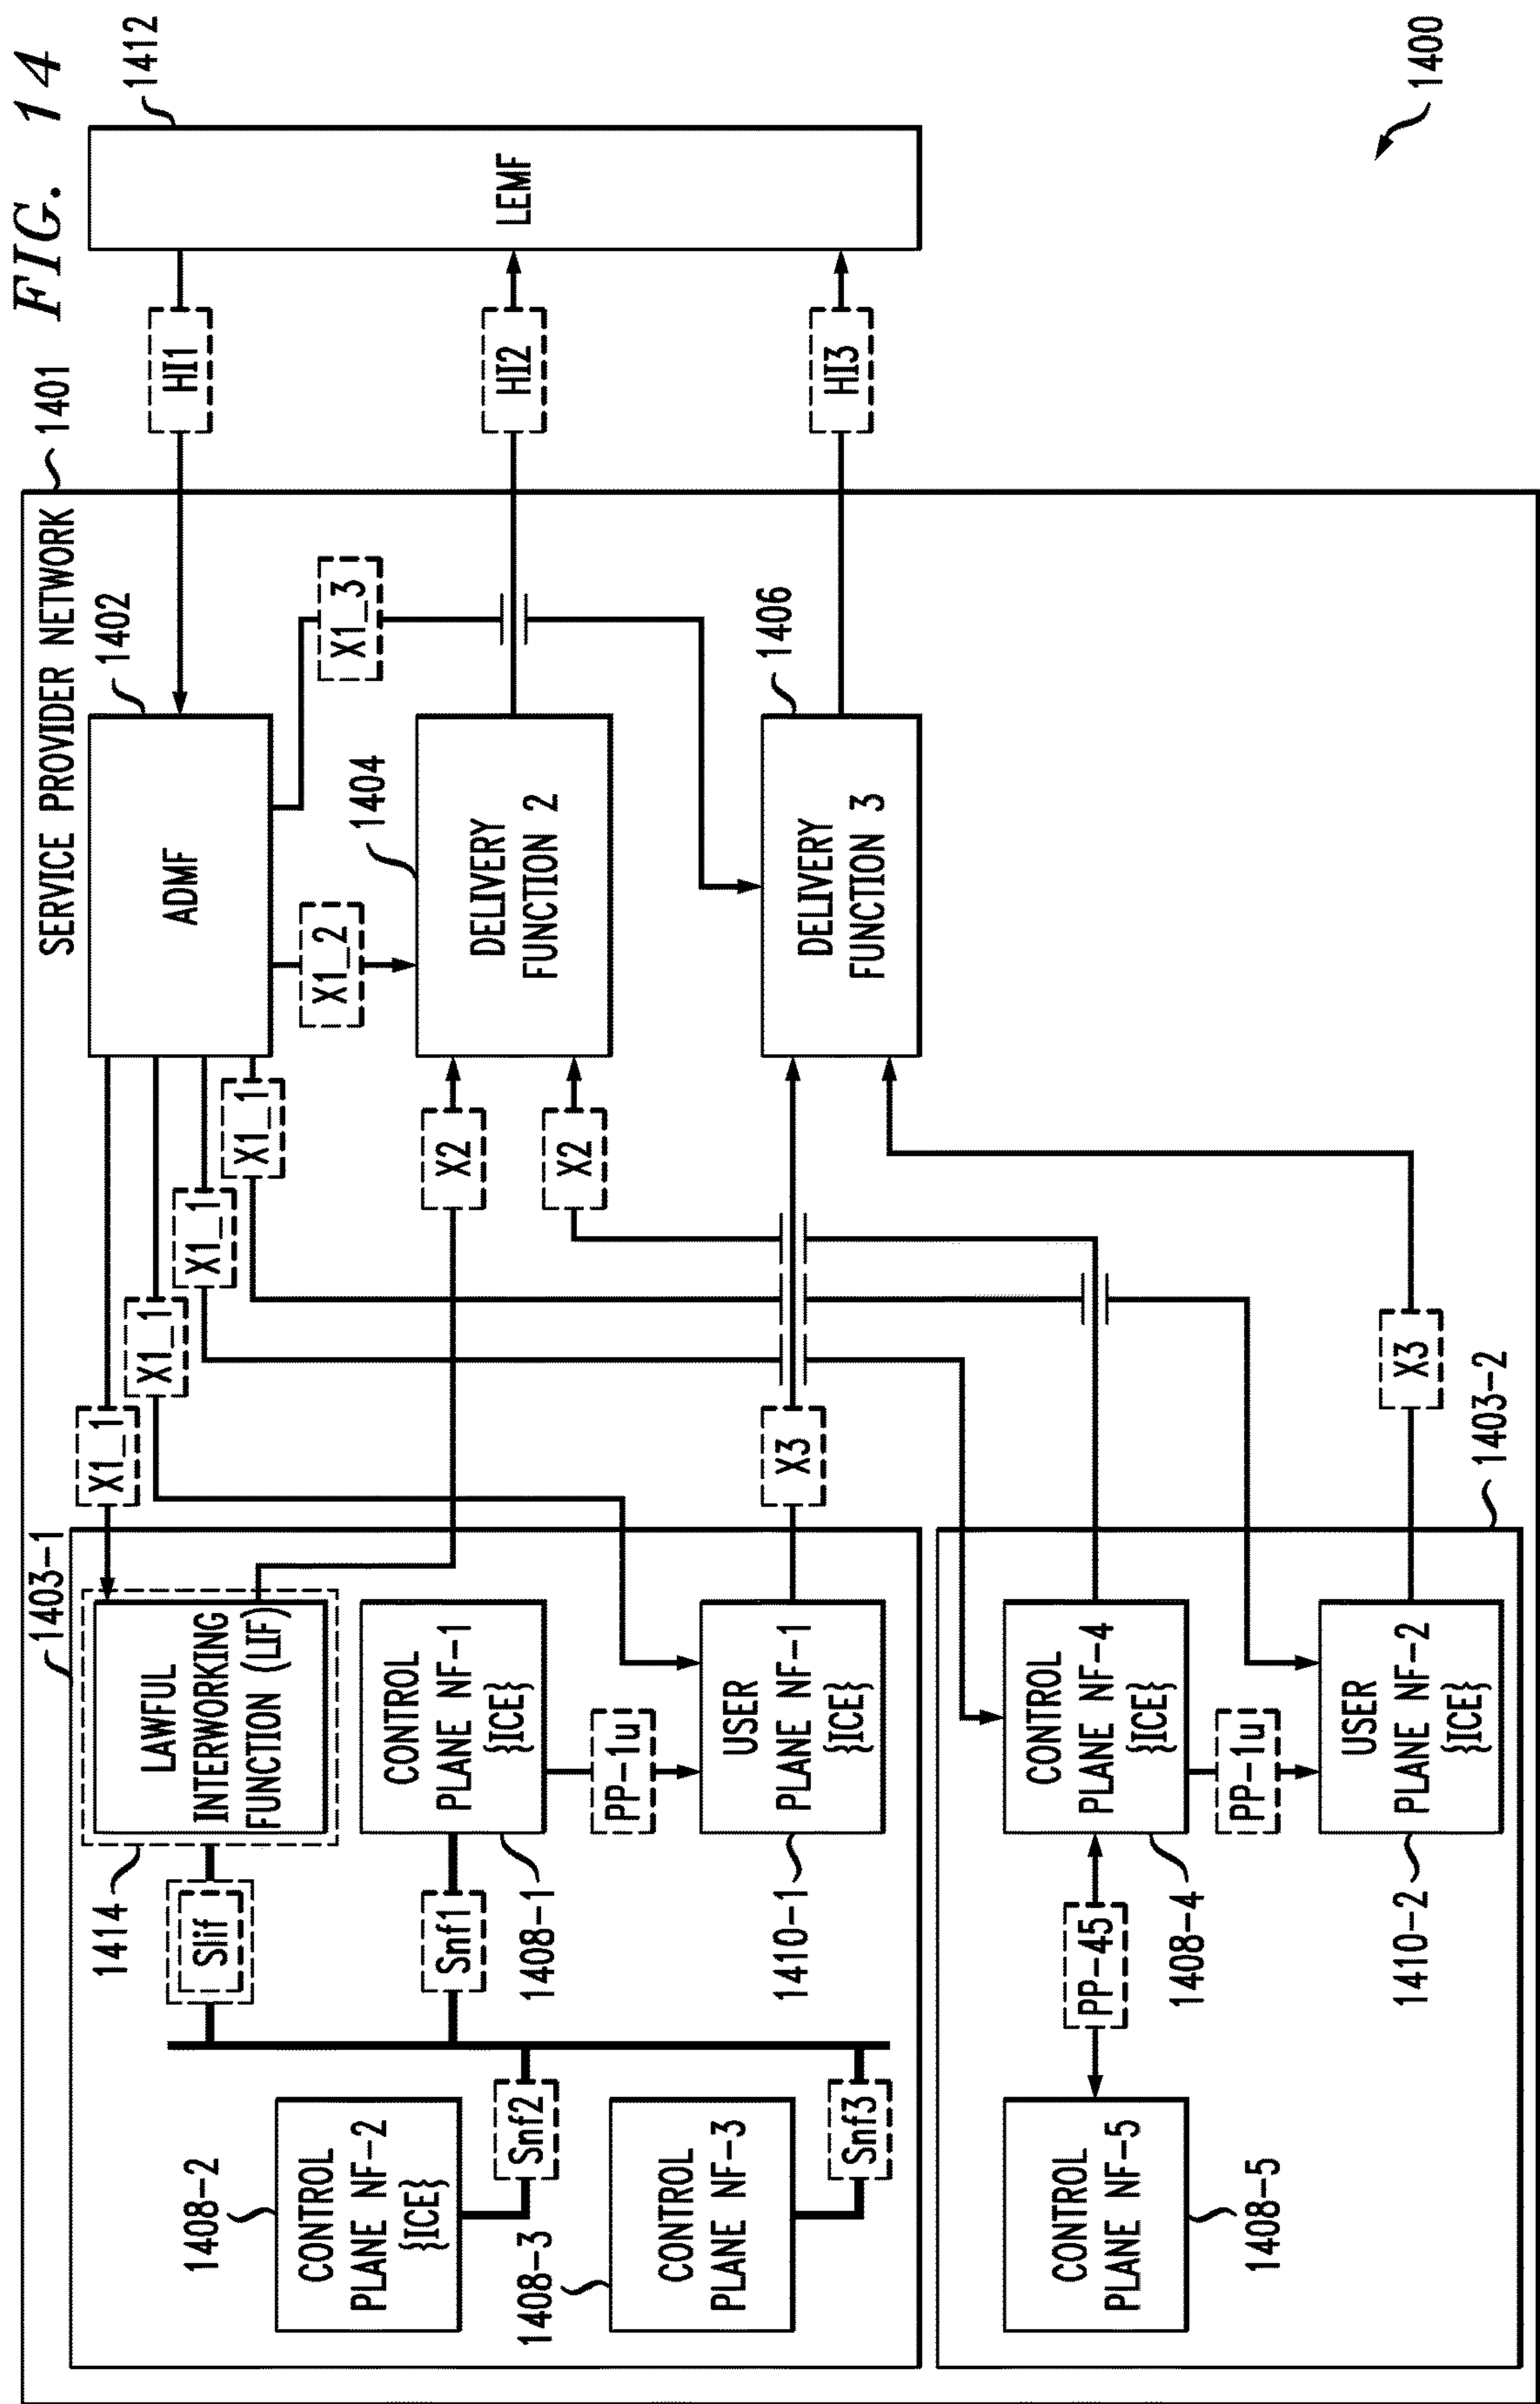 FIG. 14
1400
1401
SERVICE PROVIDER NETWORK
1403-1
1414
LAWFUL
INTERWORKING
FUNCTION (LIF)
Slif
1408-2
CONTROL
PLANE NF-2
{ICE}
Snf2
1408-3
CONTROL
PLANE NF-3
Snf3
Snf1
CONTROL
PLANE NF-1
{ICE}
1408-1
PP-1u
USER
PLANE NF-1
{ICE}
1410-1
X1_1
X1_1
X1_1
X1_1
X2
X2
X3
1402
ADMF
X1_2
X1_3
1404
DELIVERY
FUNCTION 2
1406
DELIVERY
FUNCTION 3
HI1
HI2
HI3
1412
LEMF
1403-2
CONTROL
PLANE NF-5
1408-5
PP-45
CONTROL
PLANE NF-4
{ICE}
1408-4
PP-1u
USER
PLANE NF-2
{ICE}
1410-2
X3